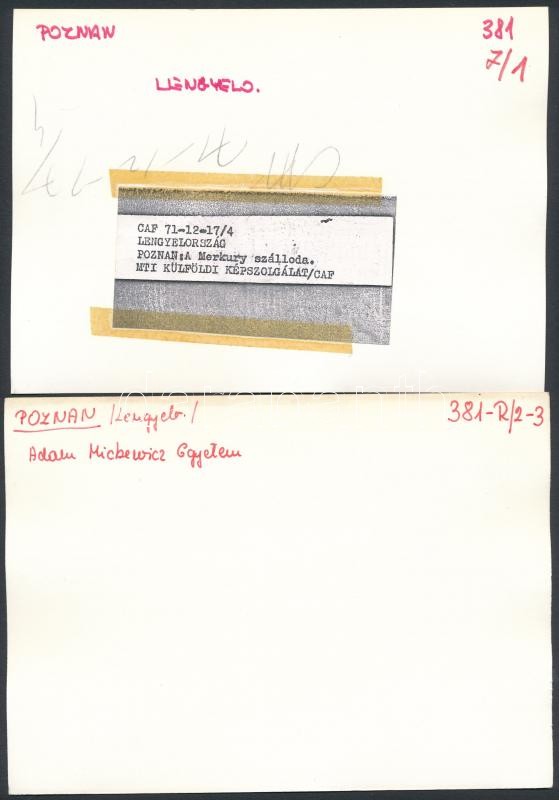 POZNAN
381
7/1
LENGYELO.
CAF 71-12-17/4
LENGYELORSZÁG
POZNAN:A Merkury szálloda.
MTI KÜLFÖLDI KÉPSZOLGÁLAT/CAF
POZNAN /Lengyelo./
381-R/2-3
Adam Mickewicz Egyetem